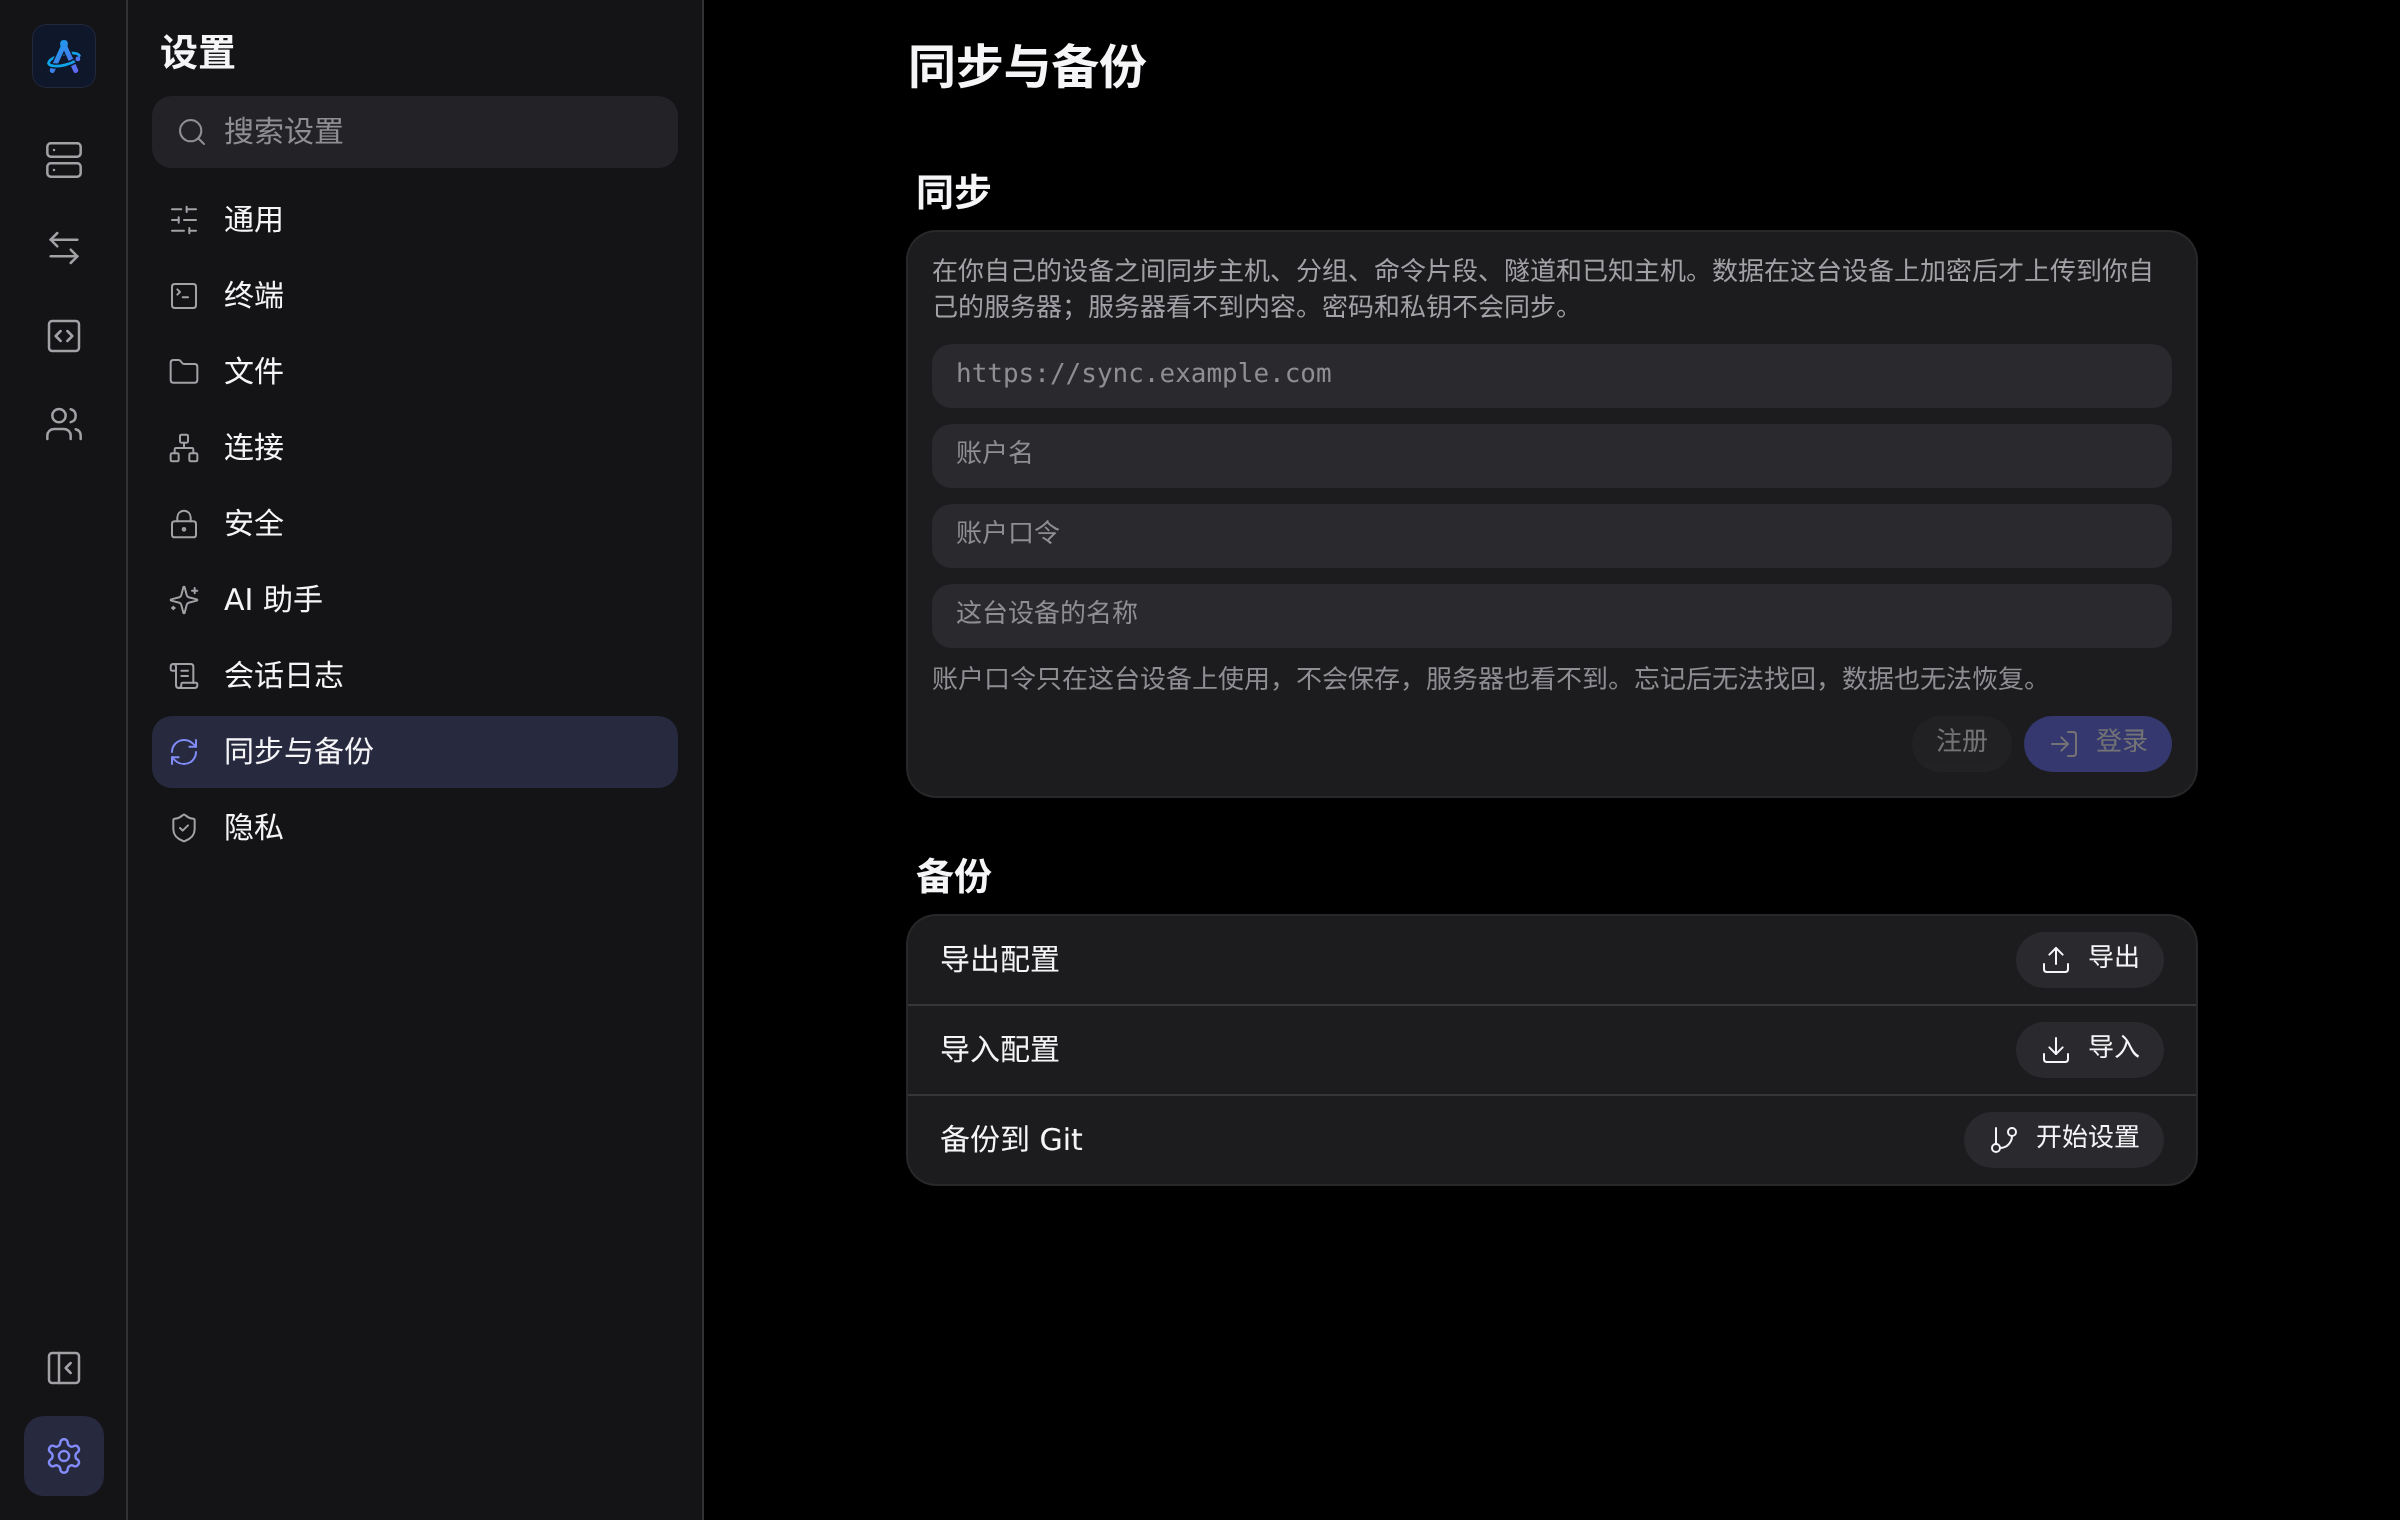 设置
搜索设置
通用
终端
文件
连接
安全
AI 助手
会话日志
同步与备份
隐私
同步与备份
同步
在你自己的设备之间同步主机、分组、命令片段、隧道和已知主机。数据在这台设备上加密后才上传到你自
己的服务器；服务器看不到内容。密码和私钥不会同步。
https://sync.example.com
账户名
账户口令
这台设备的名称
账户口令只在这台设备上使用，不会保存，服务器也看不到。忘记后无法找回，数据也无法恢复。
注册
登录
备份
导出配置
导出
导入配置
导入
备份到 Git
开始设置